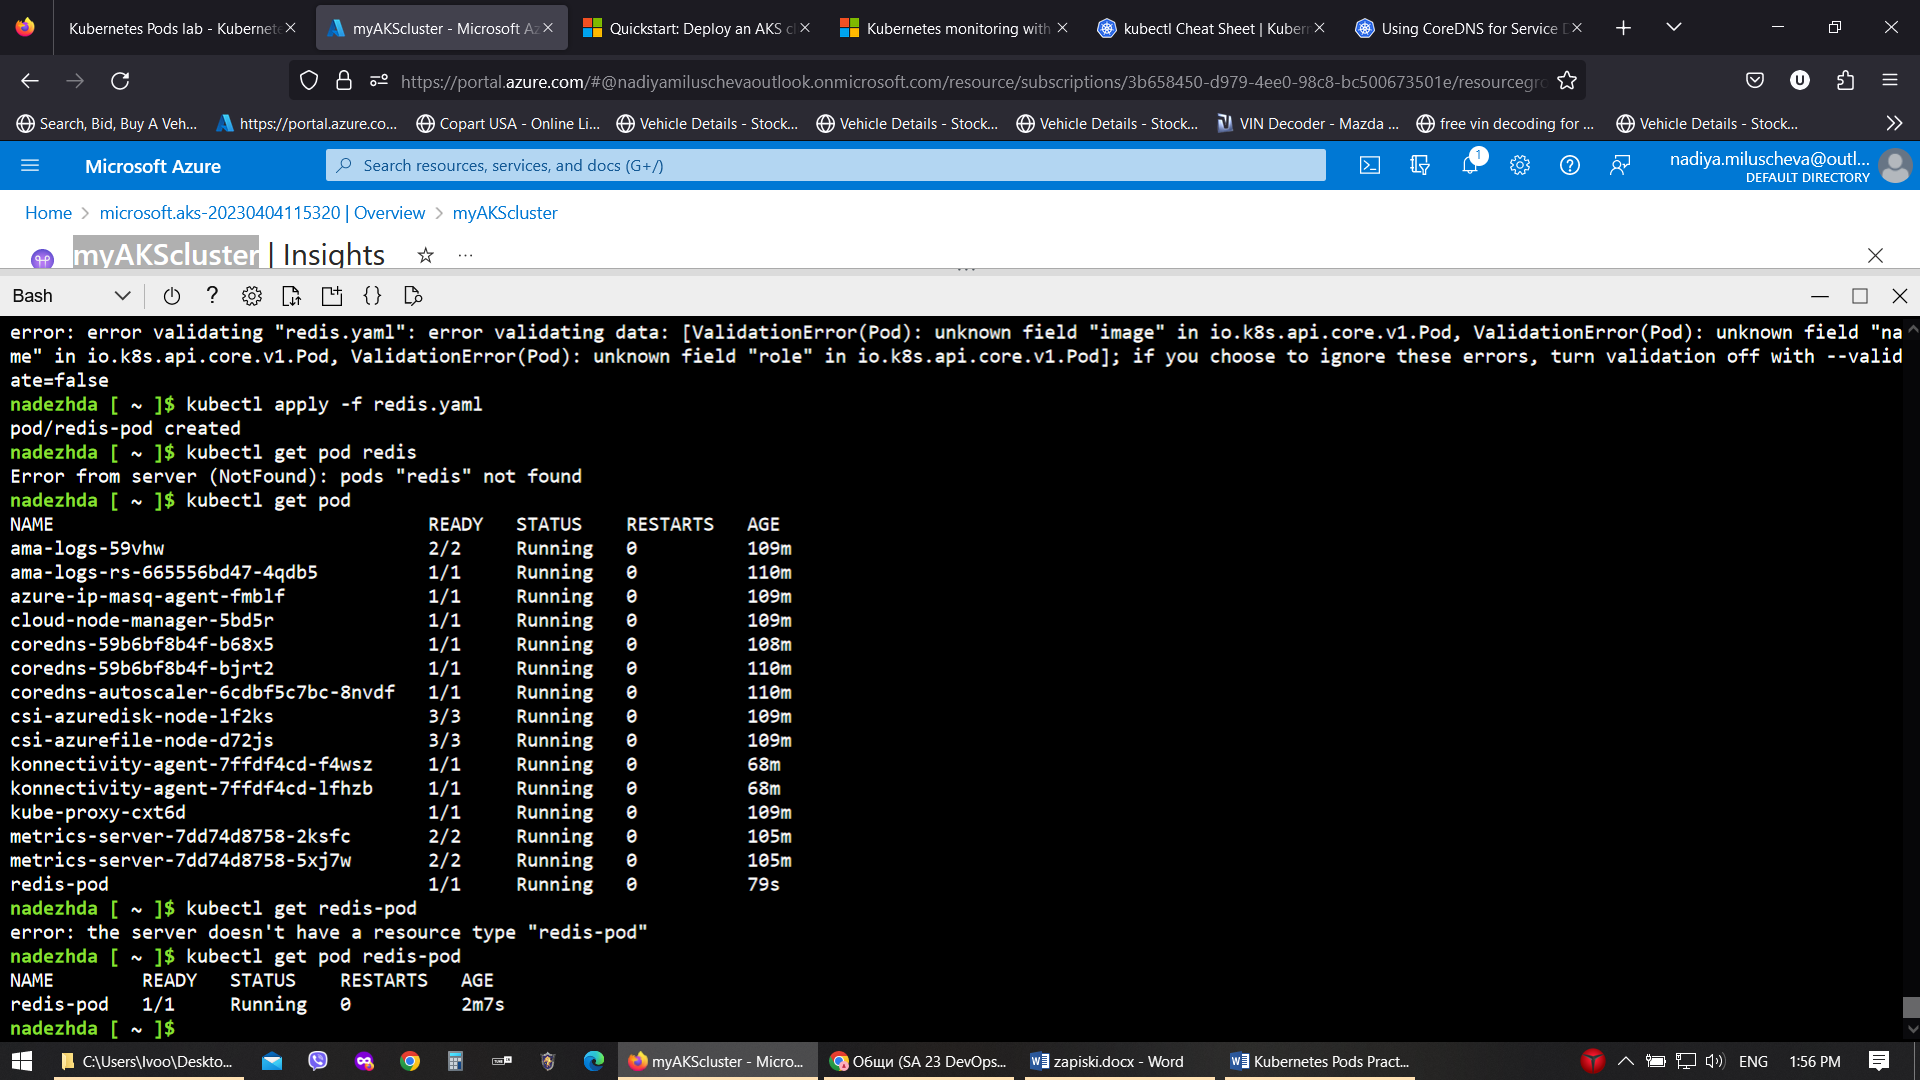 Kubernetes Pods lab - Kubernete
myAKScluster - Microsoft Az
Quickstart: Deploy an AKS cl
Kubernetes monitoring with
kubectl Cheat Sheet | Kubern
Using CoreDNS for Service D
https://portal.azure.com/#@nadiyamiluschevaoutlook.onmicrosoft.com/resource/subscriptions/3b658450-d979-4ee0-98c8-bc500673501e/resourcegro
Search, Bid, Buy A Veh...
https://portal.azure.co...
Copart USA - Online Li...
Vehicle Details - Stock...
Vehicle Details - Stock...
Vehicle Details - Stock...
VIN Decoder - Mazda ...
free vin decoding for ...
Vehicle Details - Stock...
Microsoft Azure
Search resources, services, and docs (G+/)
1
nadiya.miluscheva@outl...
DEFAULT DIRECTORY
Home > microsoft.aks-20230404115320 | Overview > myAKScluster
myAKScluster | Insights
Bash
error: error validating "redis.yaml": error validating data: [ValidationError(Pod): unknown field "image" in io.k8s.api.core.v1.Pod, ValidationError(Pod): unknown field "na
me" in io.k8s.api.core.v1.Pod, ValidationError(Pod): unknown field "role" in io.k8s.api.core.v1.Pod]; if you choose to ignore these errors, turn validation off with --valid
ate=false
nadezhda [ ~ ]$ kubectl apply -f redis.yaml
pod/redis-pod created
nadezhda [ ~ ]$ kubectl get pod redis
Error from server (NotFound): pods "redis" not found
nadezhda [ ~ ]$ kubectl get pod
NAME READY STATUS RESTARTS AGE
ama-logs-59vhw 2/2 Running 0 109m
ama-logs-rs-665556bd47-4qdb5 1/1 Running 0 110m
azure-ip-masq-agent-fmblf 1/1 Running 0 109m
cloud-node-manager-5bd5r 1/1 Running 0 109m
coredns-59b6bf8b4f-b68x5 1/1 Running 0 108m
coredns-59b6bf8b4f-bjrt2 1/1 Running 0 110m
coredns-autoscaler-6cdbf5c7bc-8nvdf 1/1 Running 0 110m
csi-azuredisk-node-lf2ks 3/3 Running 0 109m
csi-azurefile-node-d72js 3/3 Running 0 109m
konnectivity-agent-7ffdf4cd-f4wsz 1/1 Running 0 68m
konnectivity-agent-7ffdf4cd-lfhzb 1/1 Running 0 68m
kube-proxy-cxt6d 1/1 Running 0 109m
metrics-server-7dd74d8758-2ksfc 2/2 Running 0 105m
metrics-server-7dd74d8758-5xj7w 2/2 Running 0 105m
redis-pod 1/1 Running 0 79s
nadezhda [ ~ ]$ kubectl get redis-pod
error: the server doesn't have a resource type "redis-pod"
nadezhda [ ~ ]$ kubectl get pod redis-pod
NAME READY STATUS RESTARTS AGE
redis-pod 1/1 Running 0 2m7s
nadezhda [ ~ ]$
C:\Users\Ivoo\Deskto...
myAKScluster - Micro...
Общи (SA 23 DevOps...
zapiski.docx - Word
Kubernetes Pods Pract...
ENG
1:56 PM